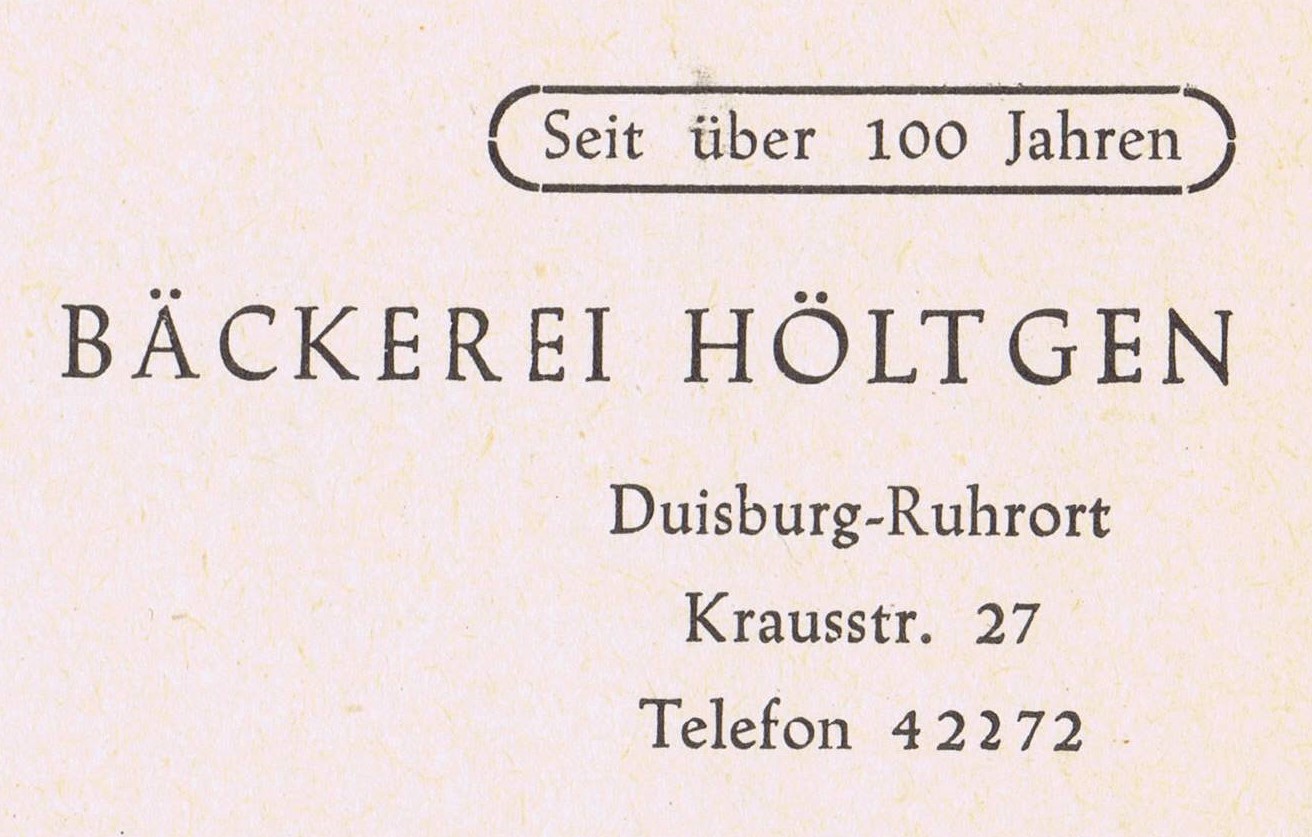 Seit über 100 Jahren
BÄCKEREI HÖLTGEN
Duisburg-Ruhrort
Krausstr. 27
Telefon 42272